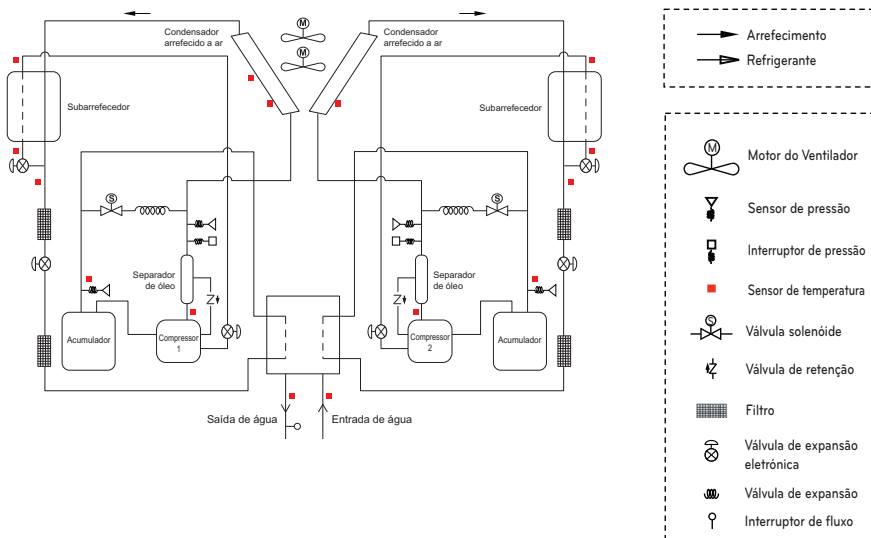 Condensador
arrefecido a ar
M
M
Condensador
arrefecido a ar
Subarrefecedor
Subarrefecedor
S
S
Separador
de óleo
Separador
de óleo
Z
Z
Acumulador
Compressor
1
Compressor
2
Acumulador
Saída de água
Entrada de água
Arrefecimento
Refrigerante
M
Motor do Ventilador
Sensor de pressão
Interruptor de pressão
Sensor de temperatura
S
Válvula solenóide
Válvula de retenção
Filtro
Válvula de expansão
eletrónica
Válvula de expansão
Interruptor de fluxo